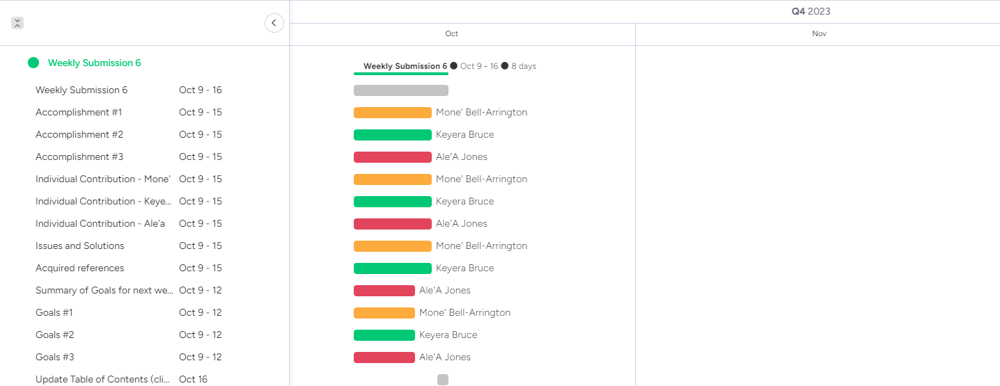 Q4 2023
Oct Nov
Weekly Submission 6
Weekly Submission 6 ● Oct 9 - 16 ● 8 days
Weekly Submission 6 Oct 9 - 16
Accomplishment #1 Oct 9 - 15 Mone' Bell-Arrington
Accomplishment #2 Oct 9 - 15 Keyera Bruce
Accomplishment #3 Oct 9 - 15 Ale'A Jones
Individual Contribution - Mone' Oct 9 - 15 Mone' Bell-Arrington
Individual Contribution - Keye... Oct 9 - 15 Keyera Bruce
Individual Contribution - Ale'a Oct 9 - 15 Ale'A Jones
Issues and Solutions Oct 9 - 15 Mone' Bell-Arrington
Acquired references Oct 9 - 15 Keyera Bruce
Summary of Goals for next we... Oct 9 - 12 Ale'A Jones
Goals #1 Oct 9 - 12 Mone' Bell-Arrington
Goals #2 Oct 9 - 12 Keyera Bruce
Goals #3 Oct 9 - 12 Ale'A Jones
Update Table of Contents (cli... Oct 16